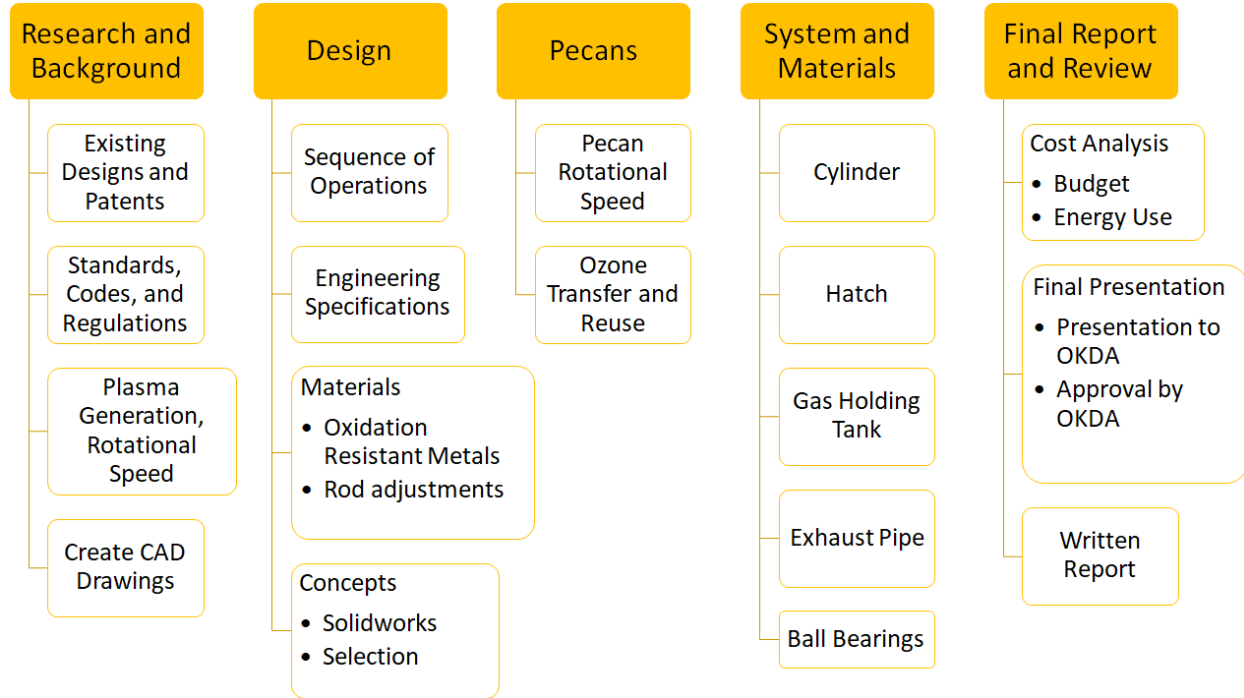 Research and
Background
Existing
Designs and
Patents
Standards,
Codes, and
Regulations
Plasma
Generation,
Rotational
Speed
Create CAD
Drawings
Design
Sequence of
Operations
Engineering
Specifications
Materials
• Oxidation
Resistant Metals
• Rod adjustments
Concepts
• Solidworks
• Selection
Pecans
Pecan
Rotational
Speed
Ozone
Transfer and
Reuse
System and
Materials
Cylinder
Hatch
Gas Holding
Tank
Exhaust Pipe
Ball Bearings
Final Report
and Review
Cost Analysis
• Budget
• Energy Use
Final Presentation
• Presentation to
OKDA
• Approval by
OKDA
Written
Report